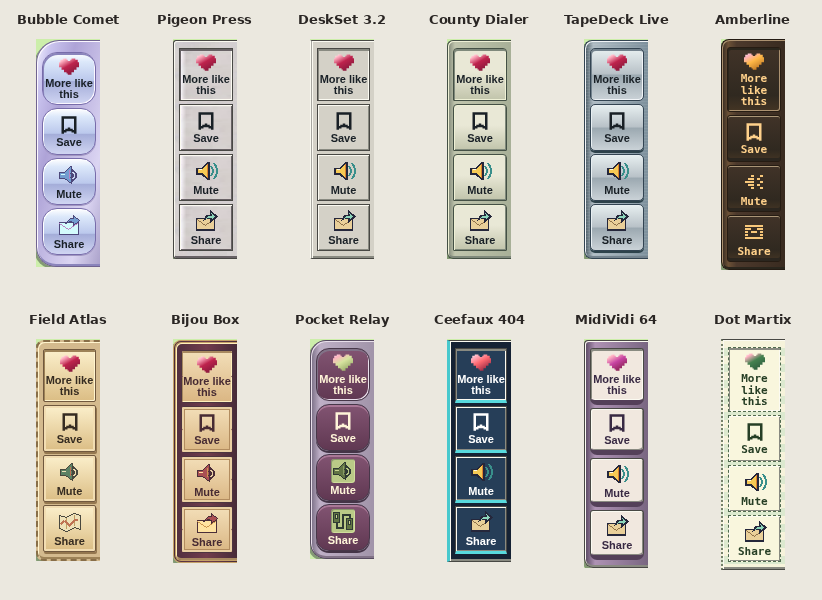 Bubble Comet Pigeon Press DeskSet 3.2 County Dialer TapeDeck Live Amberline
More like this More like this More like this More like this More like this More like this
Save Save Save Save Save Save
Mute Mute Mute Mute Mute Mute
Share Share Share Share Share Share
Field Atlas Bijou Box Pocket Relay Ceefaux 404 MidiVidi 64 Dot Martix
More like this More like this More like this More like this More like this More like this
Save Save Save Save Save Save
Mute Mute Mute Mute Mute Mute
Share Share Share Share Share Share